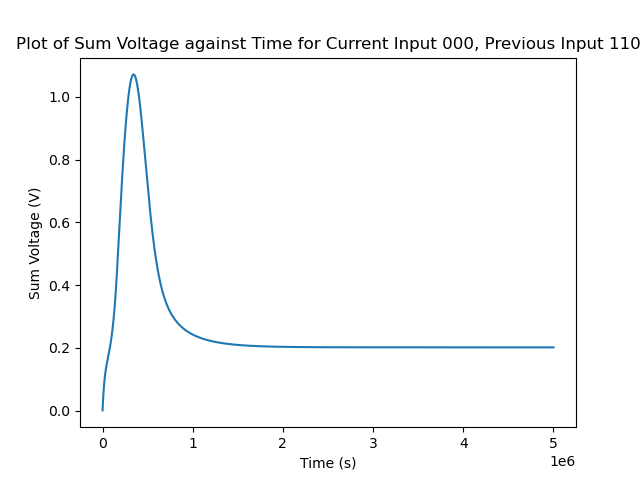 Plot of Sum Voltage against Time for Current Input 000, Previous Input 110
1.0
0.8
0.6
0.4
0.2
0.0
Sum Voltage (V)
0 1 2 3 4 5
1e6
Time (s)